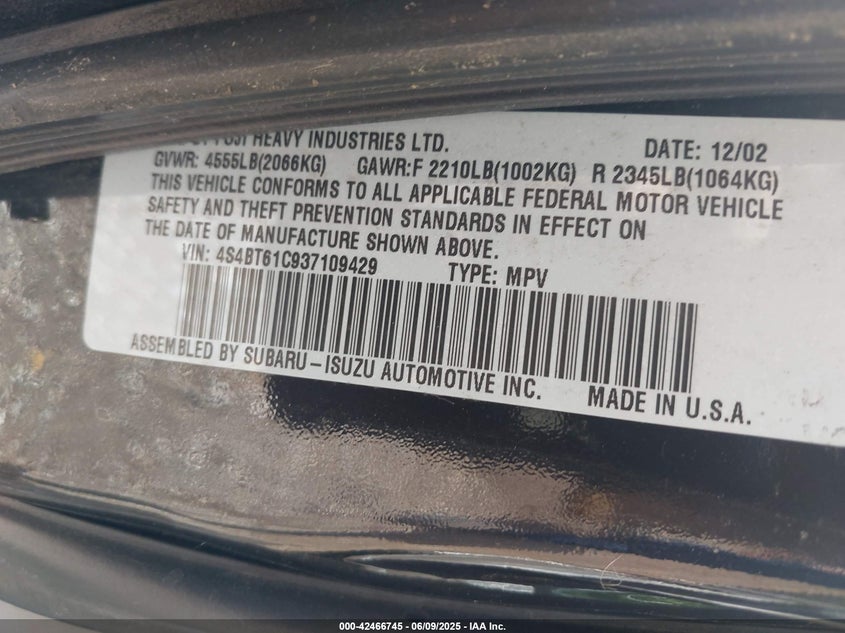 FUJI HEAVY INDUSTRIES LTD. DATE: 12/02
GVWR: 4555LB(2066KG) GAWR:F 2210LB(1002KG) R 2345LB(1064KG)
THIS VEHICLE CONFORMS TO ALL APPLICABLE FEDERAL MOTOR VEHICLE
SAFETY AND THEFT PREVENTION STANDARDS IN EFFECT ON
THE DATE OF MANUFACTURE SHOWN ABOVE.
VIN: 4S4BT61C937109429 TYPE: MPV
ASSEMBLED BY SUBARU-ISUZU AUTOMOTIVE INC. MADE IN U.S.A.
000-42466745 - 06/09/2025 - IAA Inc.